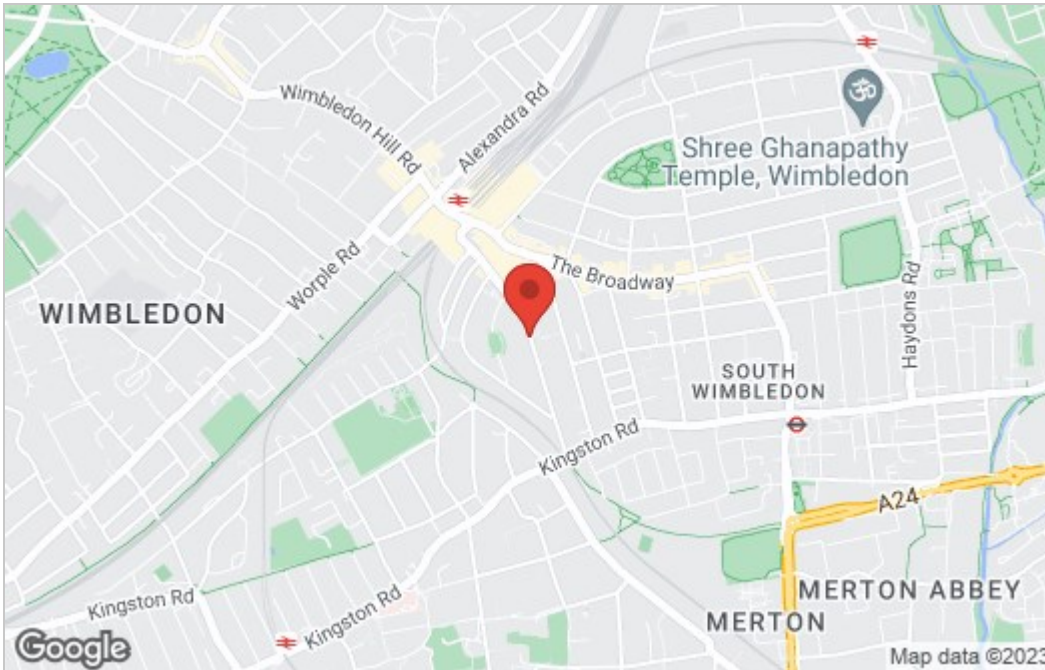 Wimbledon Hill Rd
Alexandra Rd
ॐ
Shree Ghanapathy
Temple, Wimbledon
Worple Rd
The Broadway
WIMBLEDON
Haydons Rd
SOUTH
WIMBLEDON
Kingston Rd
A24
MERTON ABBEY
Kingston Rd
Kingston Rd
MERTON
Google
Map data ©2023